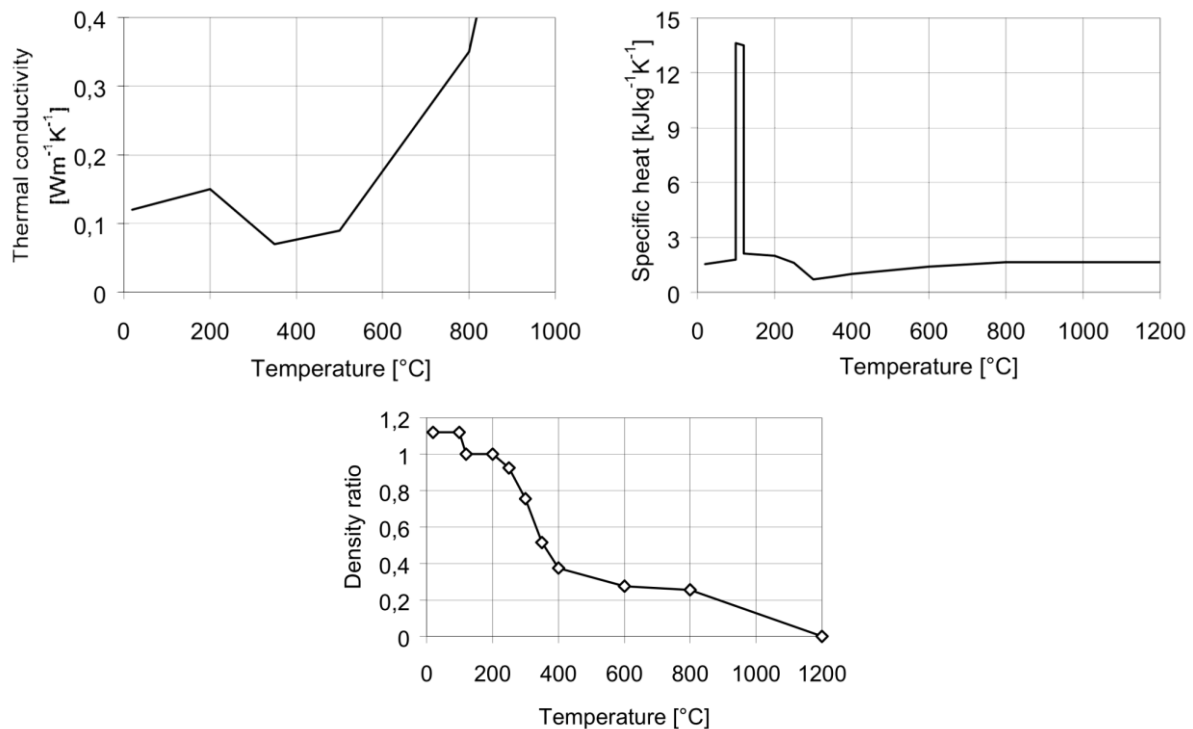 Thermal conductivity
[Wm⁻¹K⁻¹]
0,4
0,3
0,2
0,1
0
0 200 400 600 800 1000
Temperature [°C]
Specific heat [kJkg⁻¹K⁻¹]
15
12
9
6
3
0
0 200 400 600 800 1000 1200
Temperature [°C]
Density ratio
1,2
1
0,8
0,6
0,4
0,2
0
0 200 400 600 800 1000 1200
Temperature [°C]